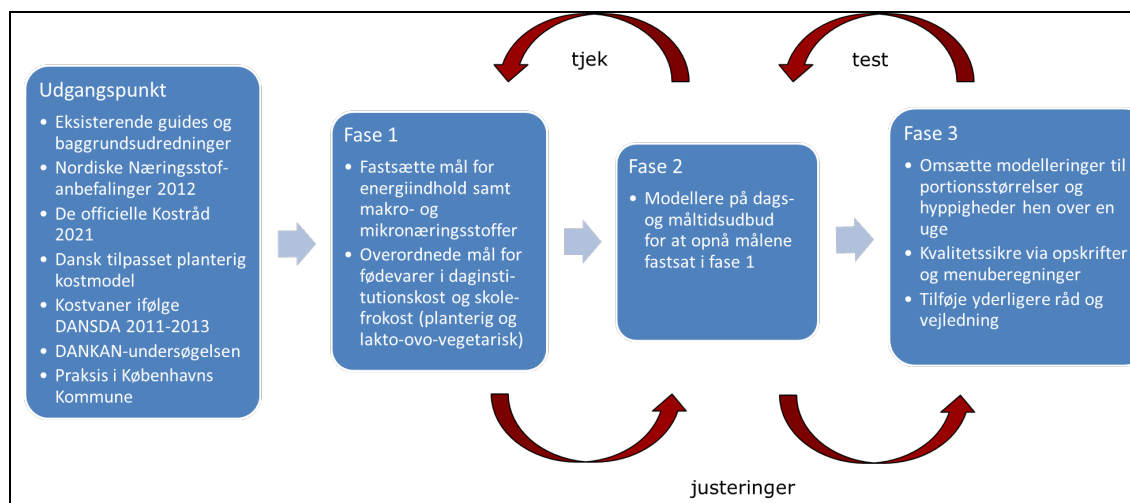 tjek
test
Udgangspunkt
• Eksisterende guides og
baggrundsudredninger
• Nordiske Næringsstof-
anbefalinger 2012
• De officielle Kostråd
2021
• Dansk tilpasset planterig
kostmodel
• Kostvaner ifølge
DANSDA 2011-2013
• DANKAN-undersøgelsen
• Praksis i Københavns
Kommune
Fase 1
• Fastsætte mål for
energiindhold samt
makro- og
mikronæringsstoffer
• Overordnede mål for
fødevarer i daginsti-
tutionskost og skole-
frokost (planterig og
lakto-ovo-vegetarisk)
Fase 2
• Modellere på dags-
og måltidsudbud
for at opnå målene
fastsat i fase 1
Fase 3
• Omsætte modelleringer til
portionsstørrelser og
hyppigheder hen over en
uge
• Kvalitetssikre via opskrifter
og menuberegninger
• Tilføje yderligere råd og
vejledning
justeringer